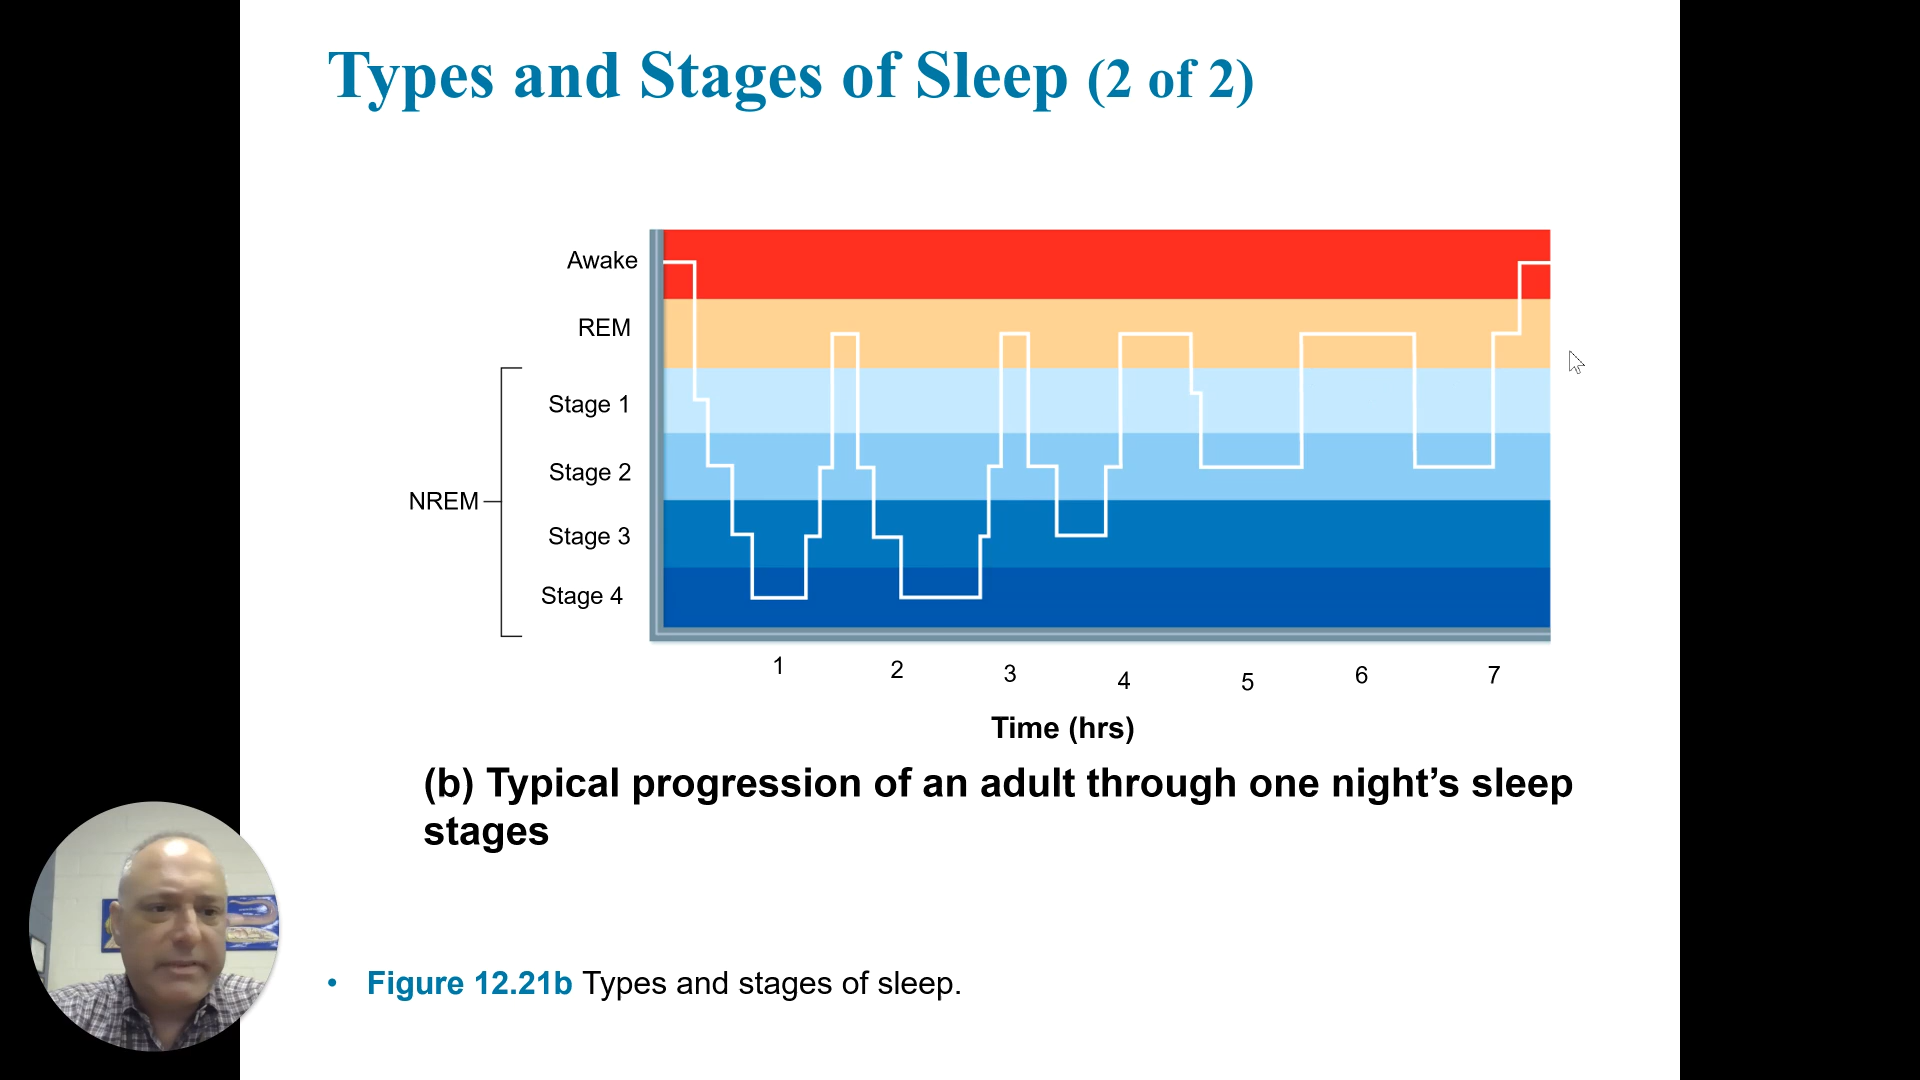 Types and Stages of Sleep (2 of 2)
Awake
REM
Stage 1
Stage 2
NREM
Stage 3
Stage 4
1 2 3 4 5 6 7
Time (hrs)
(b) Typical progression of an adult through one night’s sleep
stages
• Figure 12.21b Types and stages of sleep.